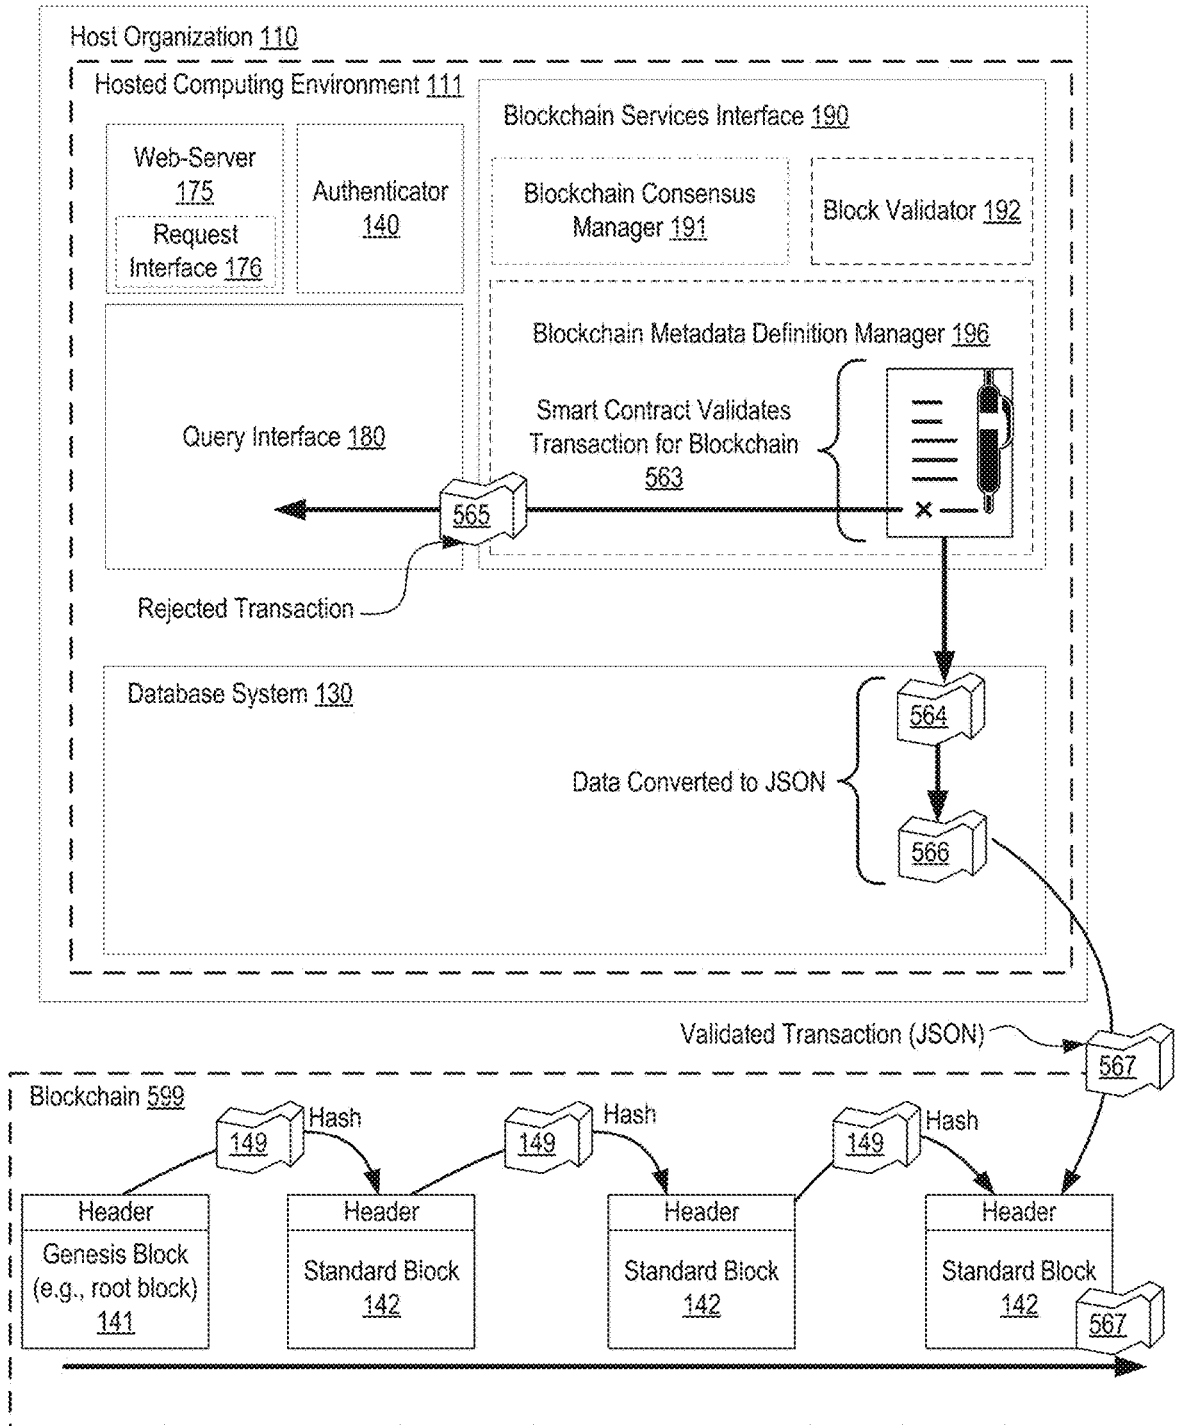 Host Organization 110
Hosted Computing Environment 111
Web-Server
175
Request
Interface 176
Authenticator
140
Blockchain Services Interface 190
Blockchain Consensus
Manager 191
Block Validator 192
Query Interface 180
Blockchain Metadata Definition Manager 196
Smart Contract Validates
Transaction for Blockchain
563
565
Rejected Transaction
Database System 130
564
Data Converted to JSON
566
Validated Transaction (JSON)
567
Blockchain 599
149
Hash
149
Hash
149
Hash
Header
Genesis Block
(e.g., root block)
141
Header
Standard Block
142
Header
Standard Block
142
Header
Standard Block
142
567